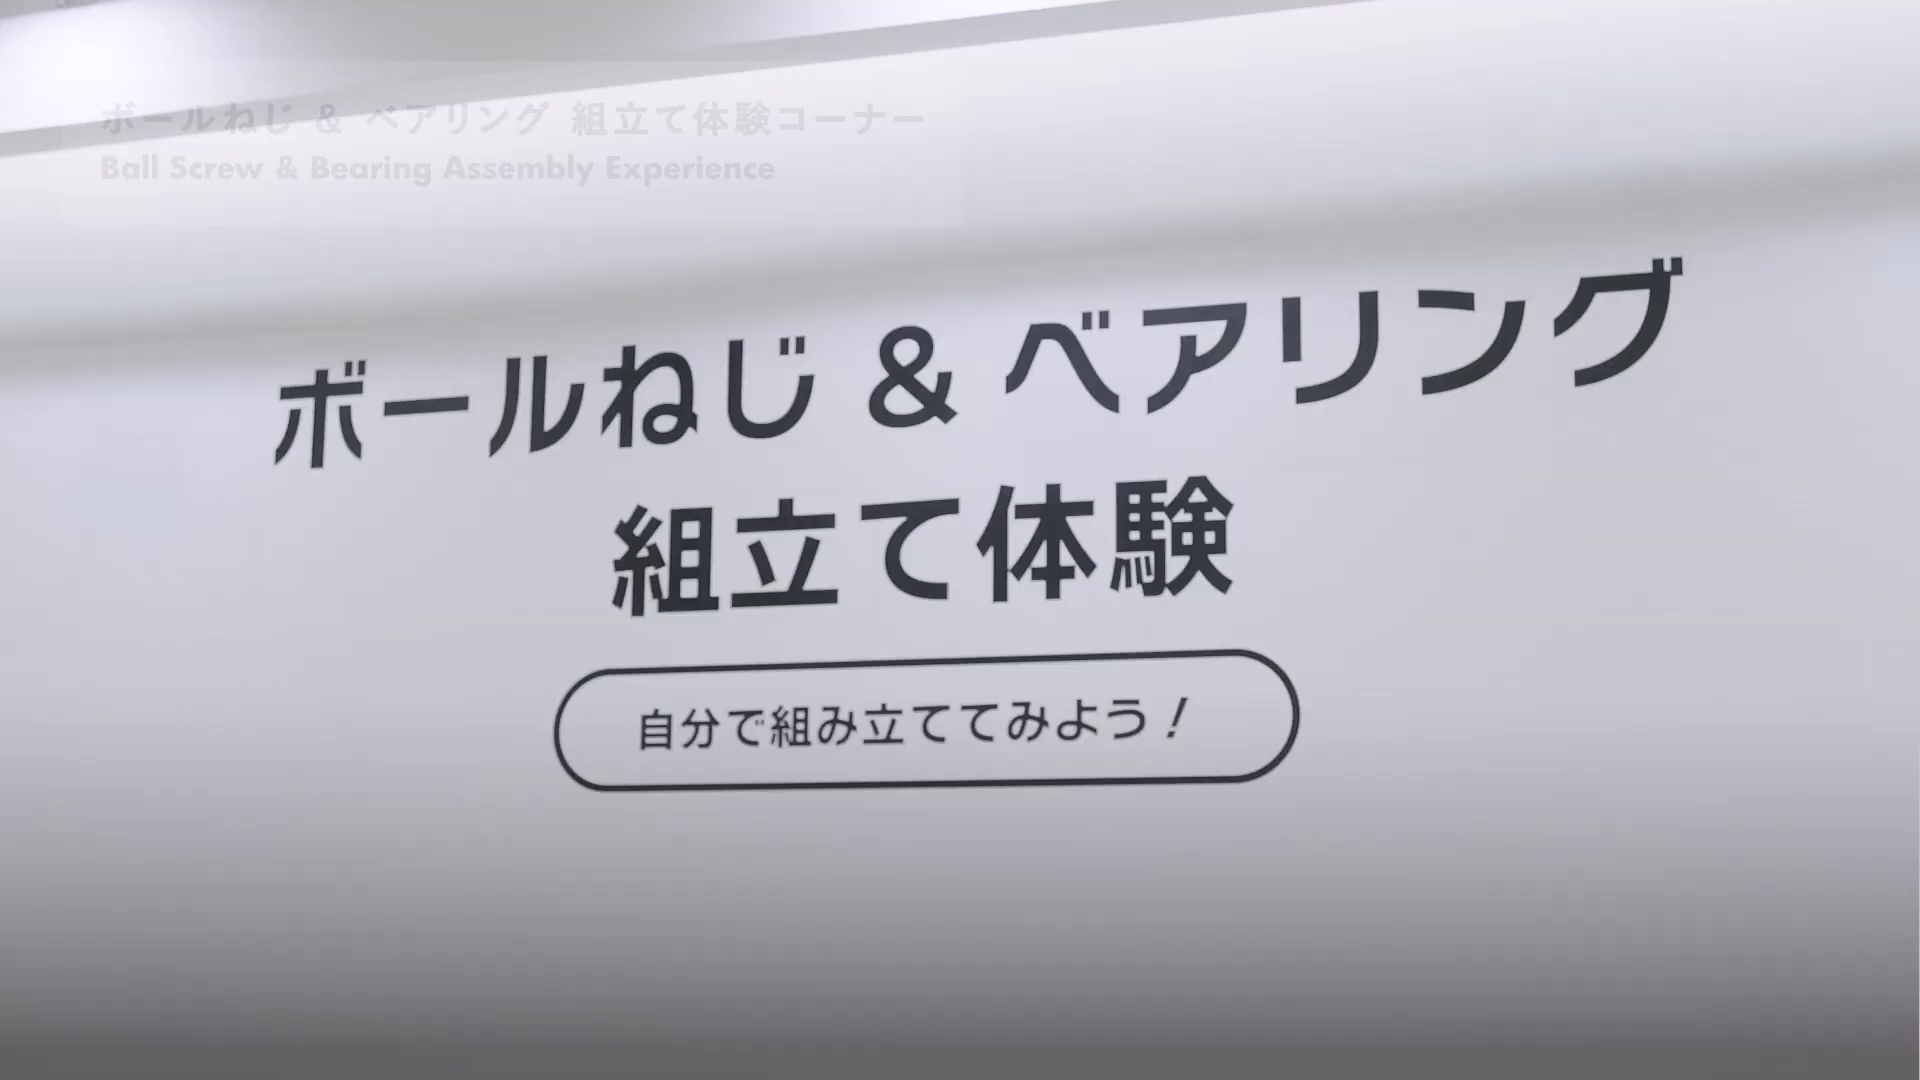 ボールねじ & ベアリング 組立て体験コーナー
Ball Screw & Bearing Assembly Experience
ボールねじ & ベアリング
組立て体験
自分で組み立ててみよう！